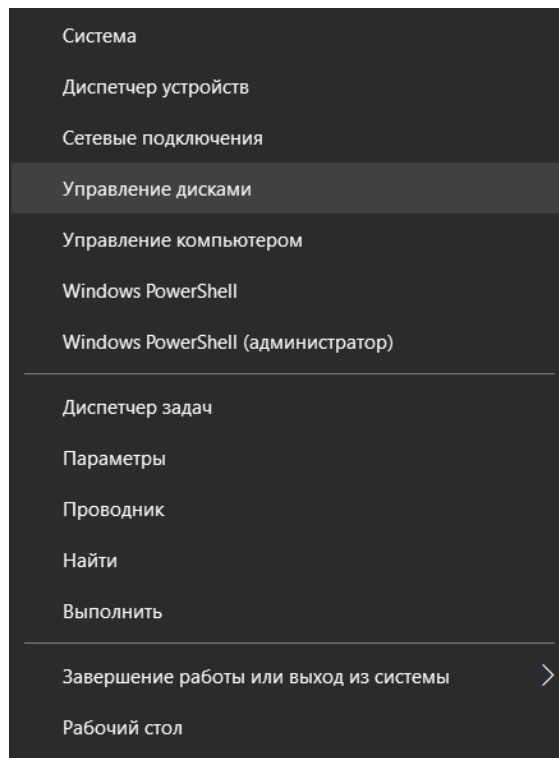 Система
Диспетчер устройств
Сетевые подключения
Управление дисками
Управление компьютером
Windows PowerShell
Windows PowerShell (администратор)
Диспетчер задач
Параметры
Проводник
Найти
Выполнить
Завершение работы или выход из системы
Рабочий стол